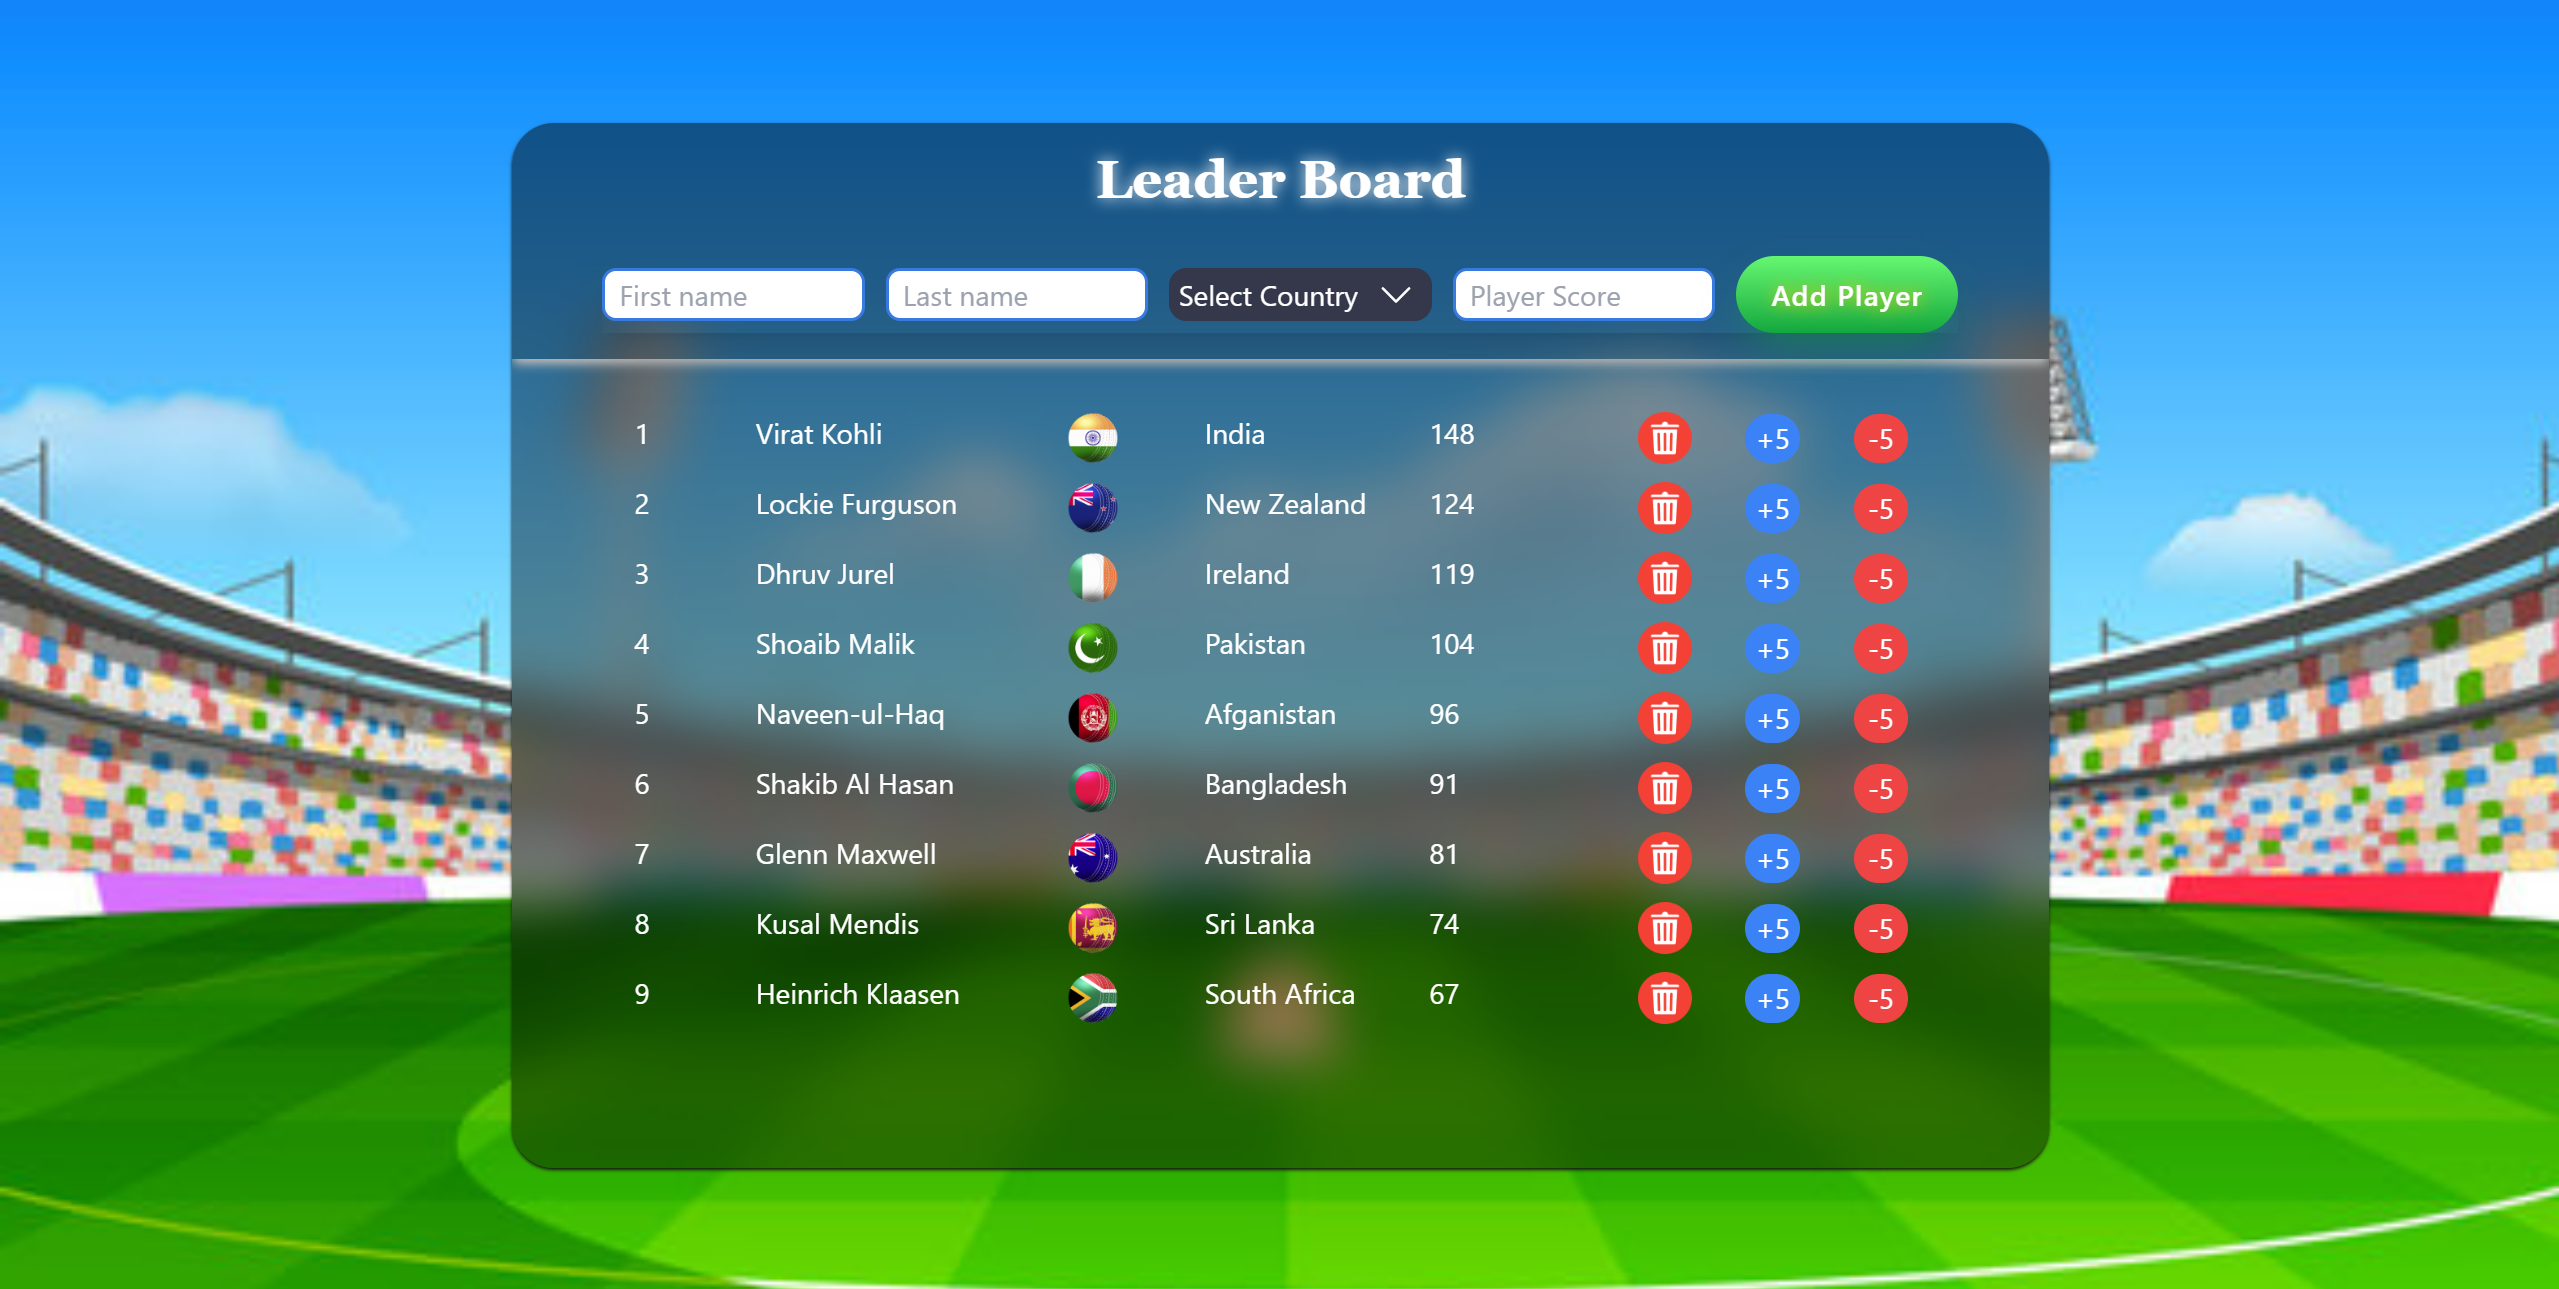 Leader Board
First name Last name Select Country Player Score Add Player
1 Virat Kohli India 148 +5 -5
2 Lockie Furguson New Zealand 124 +5 -5
3 Dhruv Jurel Ireland 119 +5 -5
4 Shoaib Malik Pakistan 104 +5 -5
5 Naveen-ul-Haq Afganistan 96 +5 -5
6 Shakib Al Hasan Bangladesh 91 +5 -5
7 Glenn Maxwell Australia 81 +5 -5
8 Kusal Mendis Sri Lanka 74 +5 -5
9 Heinrich Klaasen South Africa 67 +5 -5